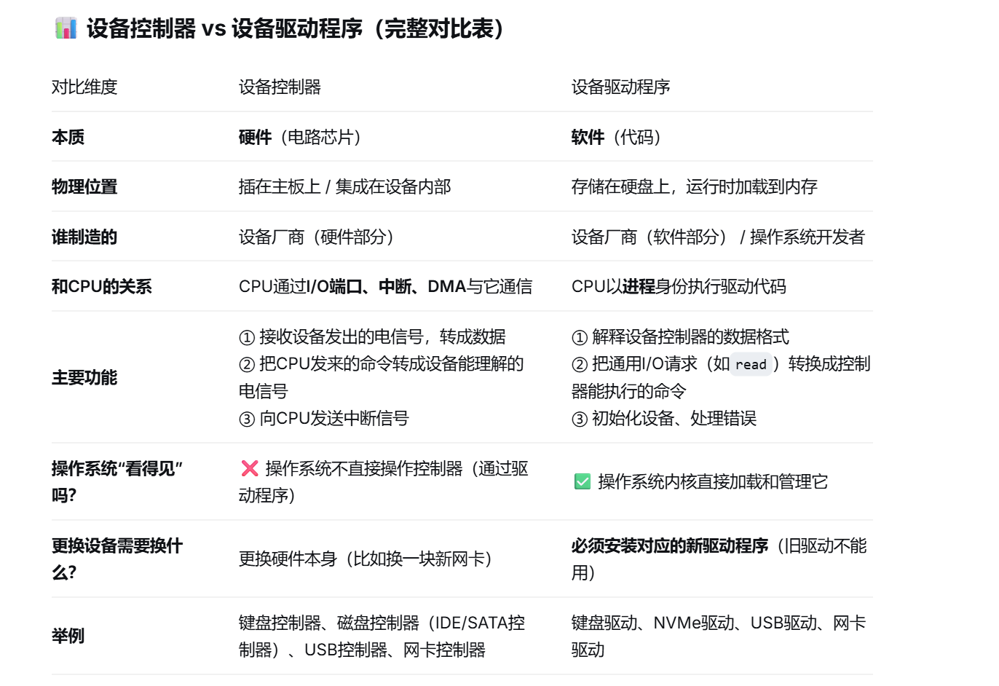 📊 设备控制器 vs 设备驱动程序（完整对比表）
对比维度 设备控制器 设备驱动程序
本质 硬件（电路芯片） 软件（代码）
物理位置 插在主板上 / 集成在设备内部 存储在硬盘上，运行时加载到内存
谁制造的 设备厂商（硬件部分） 设备厂商（软件部分） / 操作系统开发者
和CPU的关系 CPU通过I/O端口、中断、DMA与它通信 CPU以进程身份执行驱动代码
主要功能
① 接收设备发出的电信号，转成数据
② 把CPU发来的命令转成设备能理解的
电信号
③ 向CPU发送中断信号
① 解释设备控制器的数据格式
② 把通用I/O请求（如 read ）转换成控制
器能执行的命令
③ 初始化设备、处理错误
操作系统“看得见”
吗？
❌ 操作系统不直接操作控制器（通过驱
动程序）
✅ 操作系统内核直接加载和管理它
更换设备需要换什
么？
更换硬件本身（比如换一块新网卡）
必须安装对应的新驱动程序（旧驱动不能
用）
举例
键盘控制器、磁盘控制器（IDE/SATA控
制器）、USB控制器、网卡控制器
键盘驱动、NVMe驱动、USB驱动、网卡
驱动